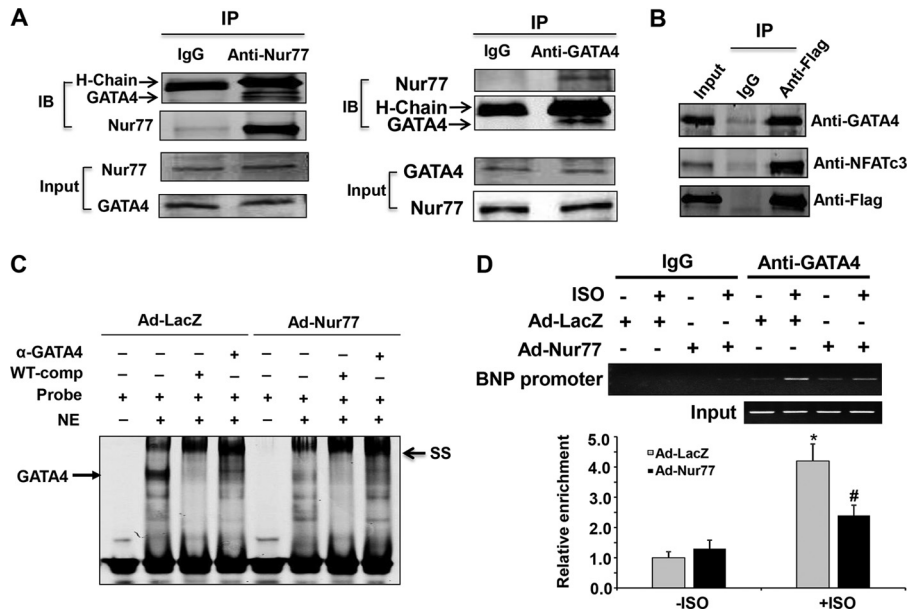 A
IP
IgG Anti-Nur77
IB
H-Chain
GATA4
Nur77
Input
Nur77
GATA4
IP
IgG Anti-GATA4
Nur77
IB
H-Chain
GATA4
Input
GATA4
Nur77
B
IP
Input IgG Anti-Flag
Anti-GATA4
Anti-NFATc3
Anti-Flag
C
Ad-LacZ Ad-Nur77
α-GATA4 – – – + – – – +
WT-comp – – + – – – + –
Probe + + + + + + + +
NE – + + + – + + +
GATA4
SS
D
IgG Anti-GATA4
ISO - + - + - + - +
Ad-LacZ + + - - + + - -
Ad-Nur77 - - + + - - + +
BNP promoter
Input
Relative enrichment
5.0
4.0
3.0
2.0
1.0
0.0
Ad-LacZ
Ad-Nur77
*
#
-ISO +ISO